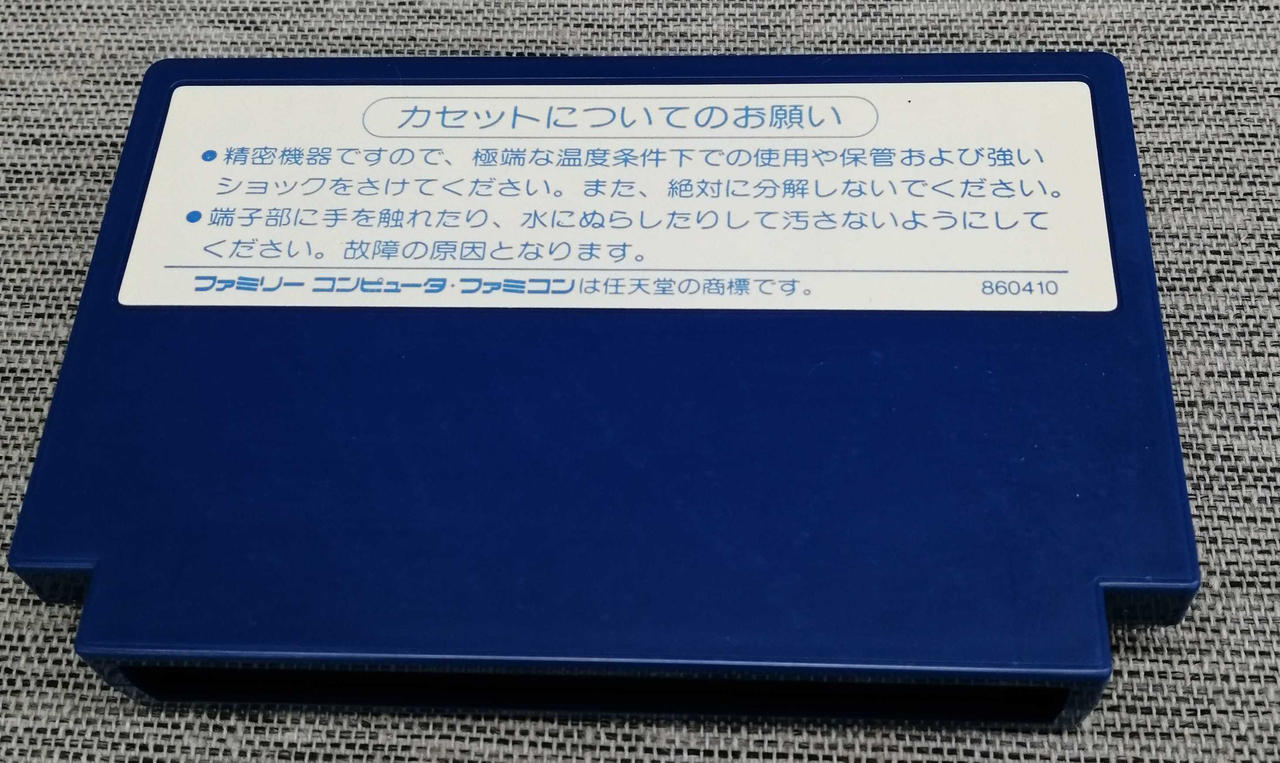 カセットについてのお願い
●精密機器ですので、極端な温度条件下での使用や保管および強い
ショックをさけてください。また、絶対に分解しないでください。
●端子部に手を触れたり、水にぬらしたりして汚さないようにして
ください。故障の原因となります。
ファミリー コンピュータ・ファミコンは任天堂の商標です。 860410